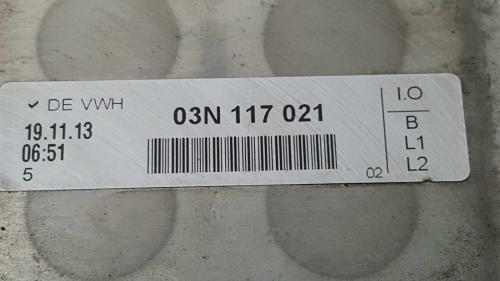 ✓ DE VWH
19.11.13
06:51
5
03N 117 021
02
I.O
B
L1
L2